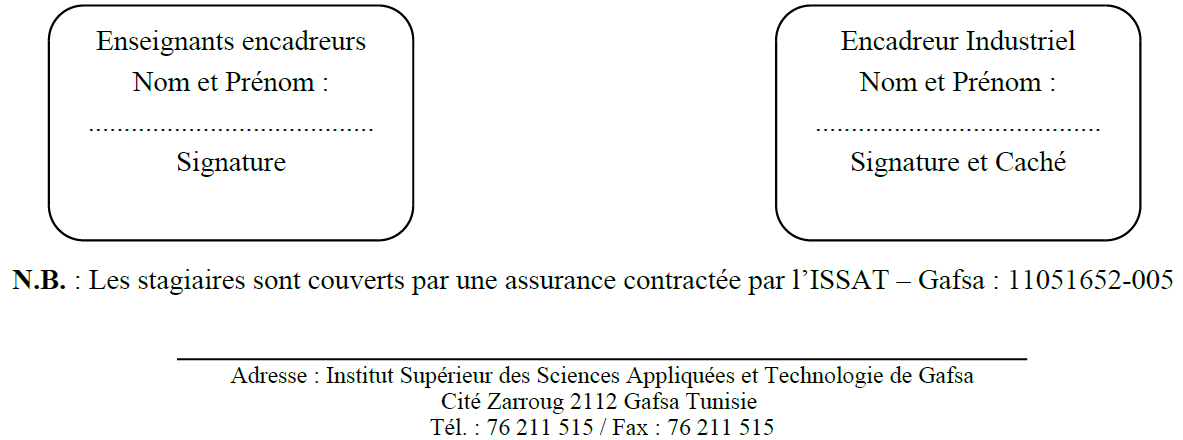 Enseignants encadreurs
Nom et Prénom :
........................................
Signature
Encadreur Industriel
Nom et Prénom :
........................................
Signature et Caché
N.B. : Les stagiaires sont couverts par une assurance contractée par l’ISSAT – Gafsa : 11051652-005
Adresse : Institut Supérieur des Sciences Appliquées et Technologie de Gafsa
Cité Zarroug 2112 Gafsa Tunisie
Tél. : 76 211 515 / Fax : 76 211 515